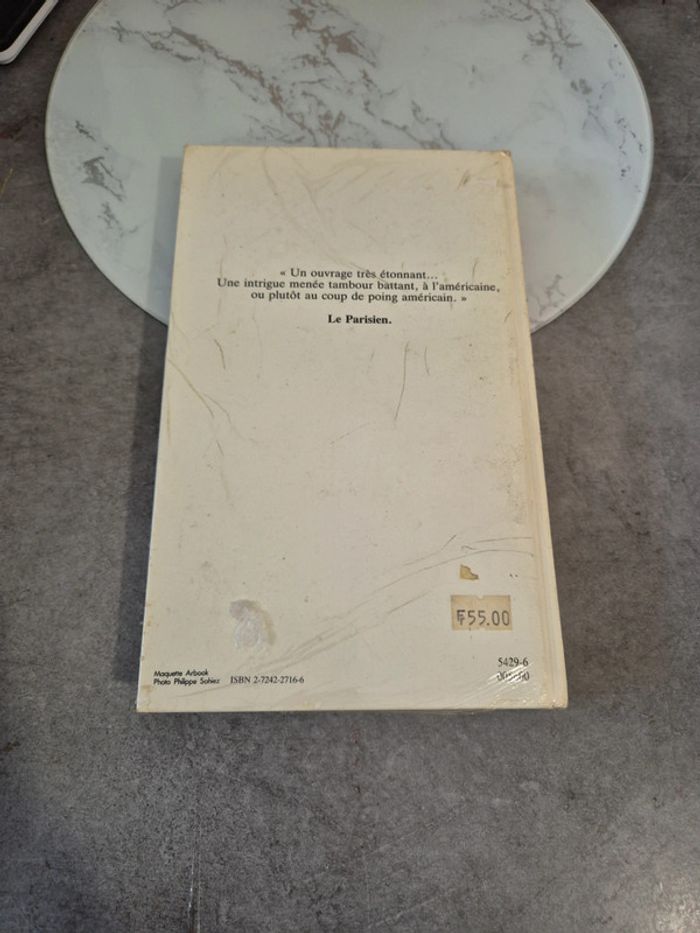 « Un ouvrage très étonnant...
Une intrigue menée tambour battant, à l'américaine,
ou plutôt au coup de poing américain. »
Le Parisien.
F55.00
Maquette Arbook
Photo Philippe Sohiez ISBN 2-7242-2716-6
5429-6